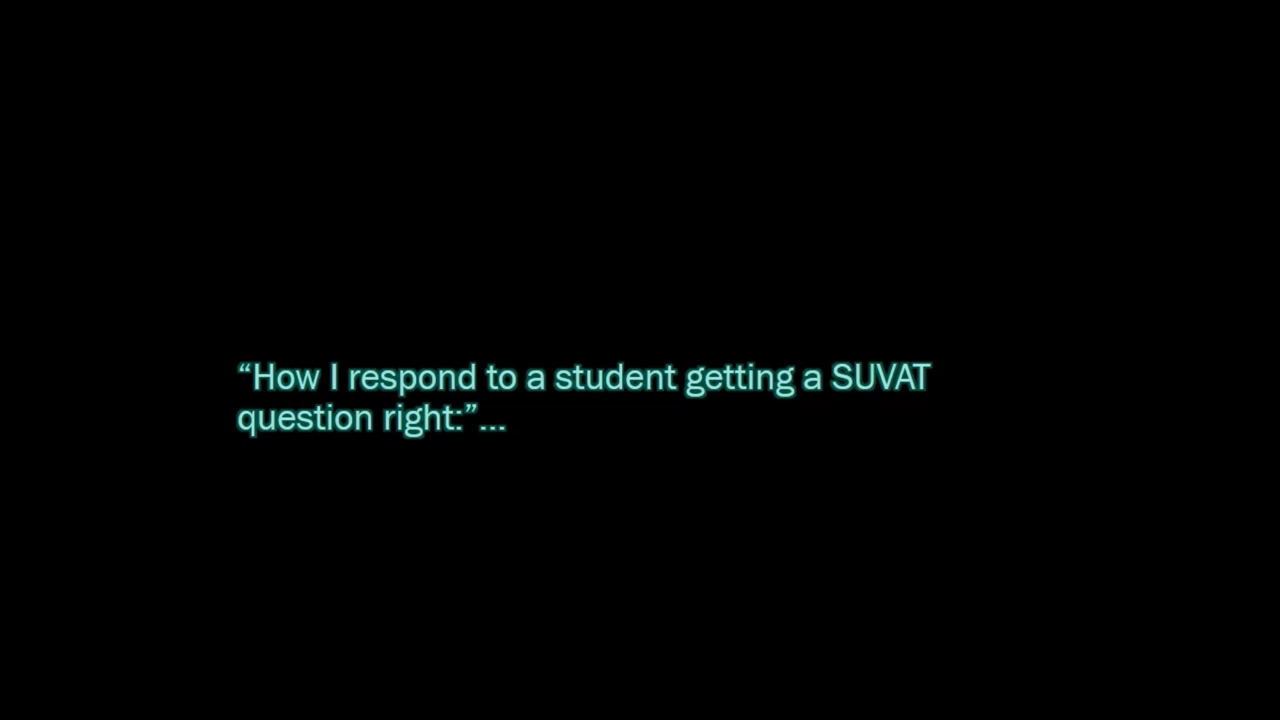 “How I respond to a student getting a SUVAT
question right:”...